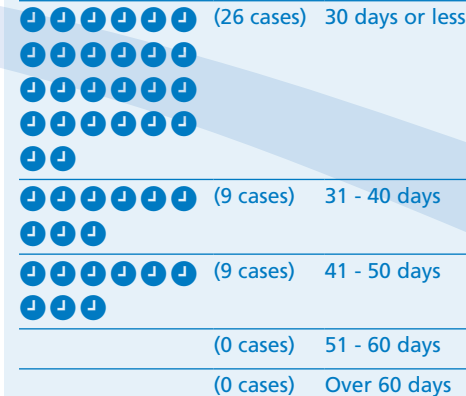 (26 cases) 30 days or less
(9 cases) 31 - 40 days
(9 cases) 41 - 50 days
(0 cases) 51 - 60 days
(0 cases) Over 60 days